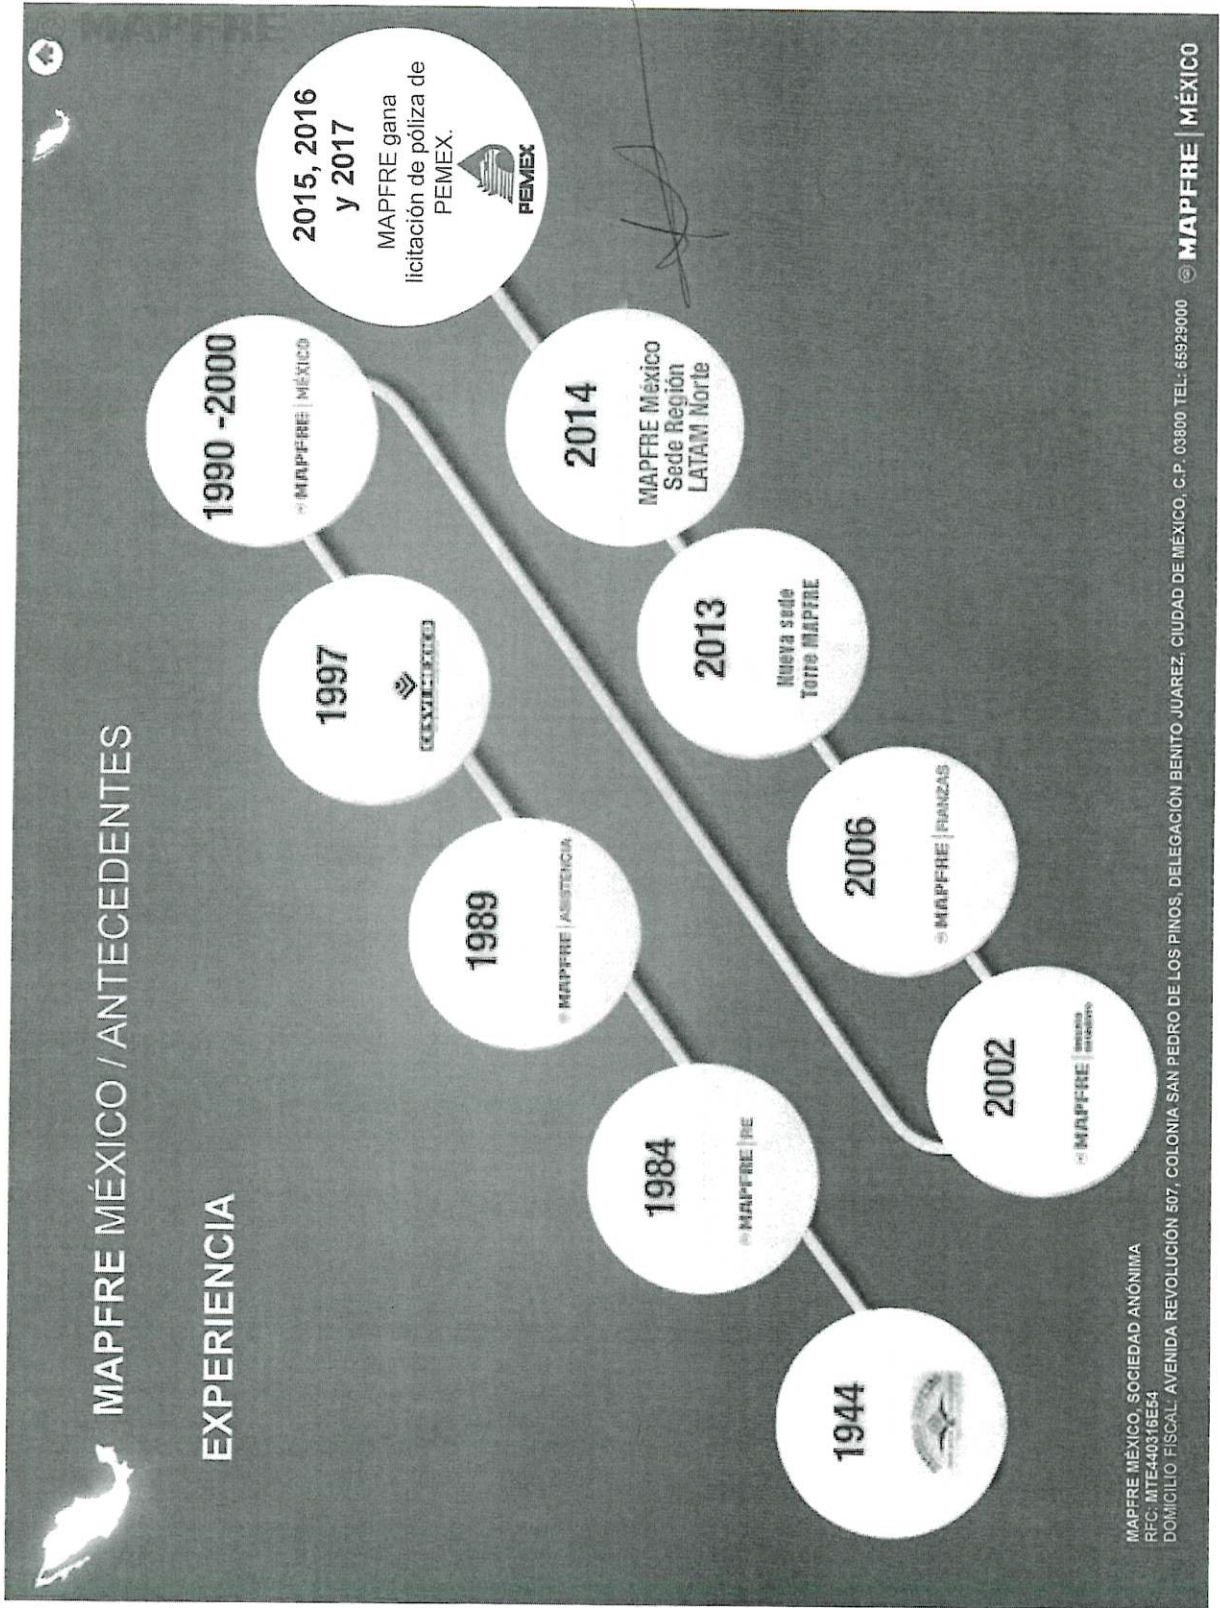 MAPFRE
MAPFRE MÉXICO / ANTECEDENTES
EXPERIENCIA
1944
1984
MAPFRE | RE
1989
MAPFRE | ASISTENCIA
1997
1990 -2000
MAPFRE | MÉXICO
2002
MAPFRE |
2006
MAPFRE | FIANZAS
2013
Nueva sede
Torre MAPFRE
2014
MAPFRE México
Sede Región
LATAM Norte
2015, 2016
y 2017
MAPFRE gana
licitación de póliza de
PEMEX.
PEMEX
MAPFRE MÉXICO, SOCIEDAD ANÓNIMA
RFC: MTE440316E54
DOMICILIO FISCAL: AVENIDA REVOLUCIÓN 507, COLONIA SAN PEDRO DE LOS PINOS, DELEGACIÓN BENITO JUAREZ, CIUDAD DE MÉXICO, C.P. 03800 TEL: 65929000
MAPFRE | MÉXICO